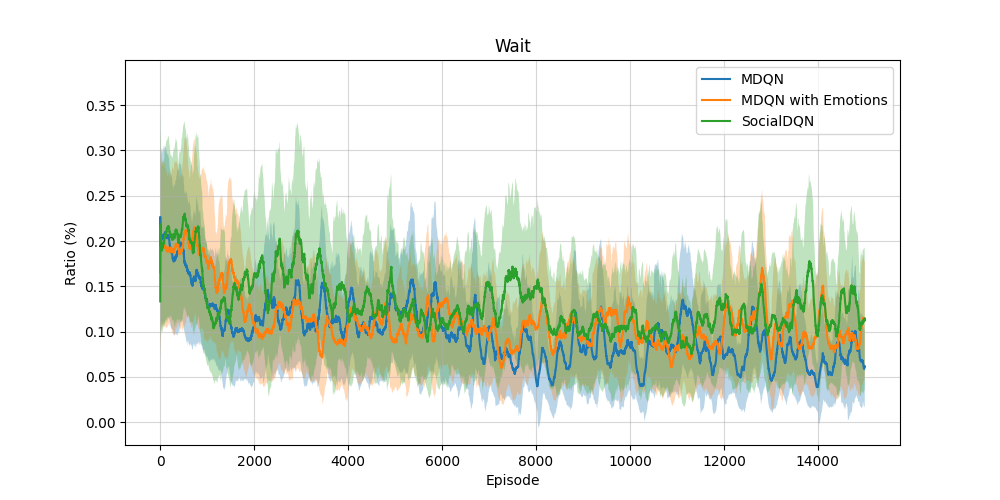 Wait
MDQN
MDQN with Emotions
SocialDQN
Ratio (%)
0.35
0.30
0.25
0.20
0.15
0.10
0.05
0.00
0 2000 4000 6000 8000 10000 12000 14000
Episode